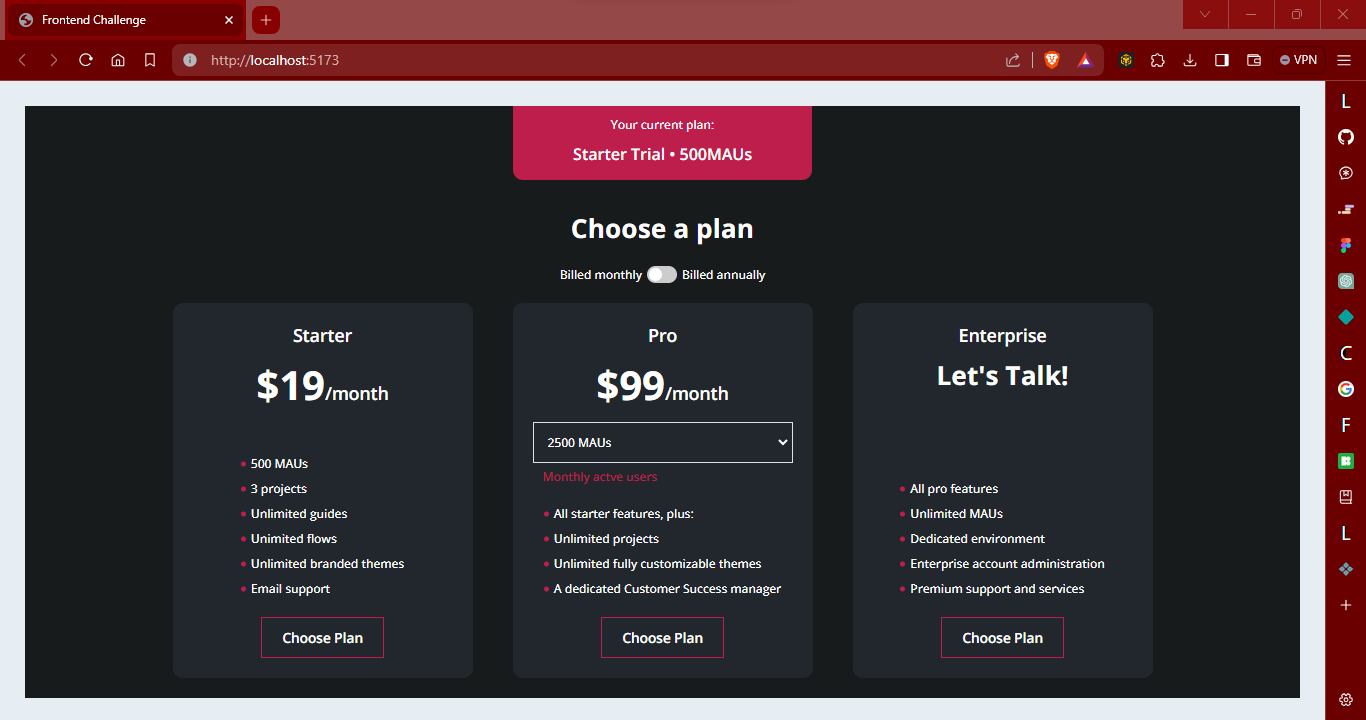 Frontend Challenge
http://localhost:5173
VPN
Your current plan:
Starter Trial • 500MAUs
Choose a plan
Billed monthly Billed annually
Starter
$19/month
• 500 MAUs
• 3 projects
• Unlimited guides
• Unimited flows
• Unlimited branded themes
• Email support
Choose Plan
Pro
$99/month
2500 MAUs
Monthly actve users
• All starter features, plus:
• Unlimited projects
• Unlimited fully customizable themes
• A dedicated Customer Success manager
Choose Plan
Enterprise
Let's Talk!
• All pro features
• Unlimited MAUs
• Dedicated environment
• Enterprise account administration
• Premium support and services
Choose Plan
L
C
G
F
L